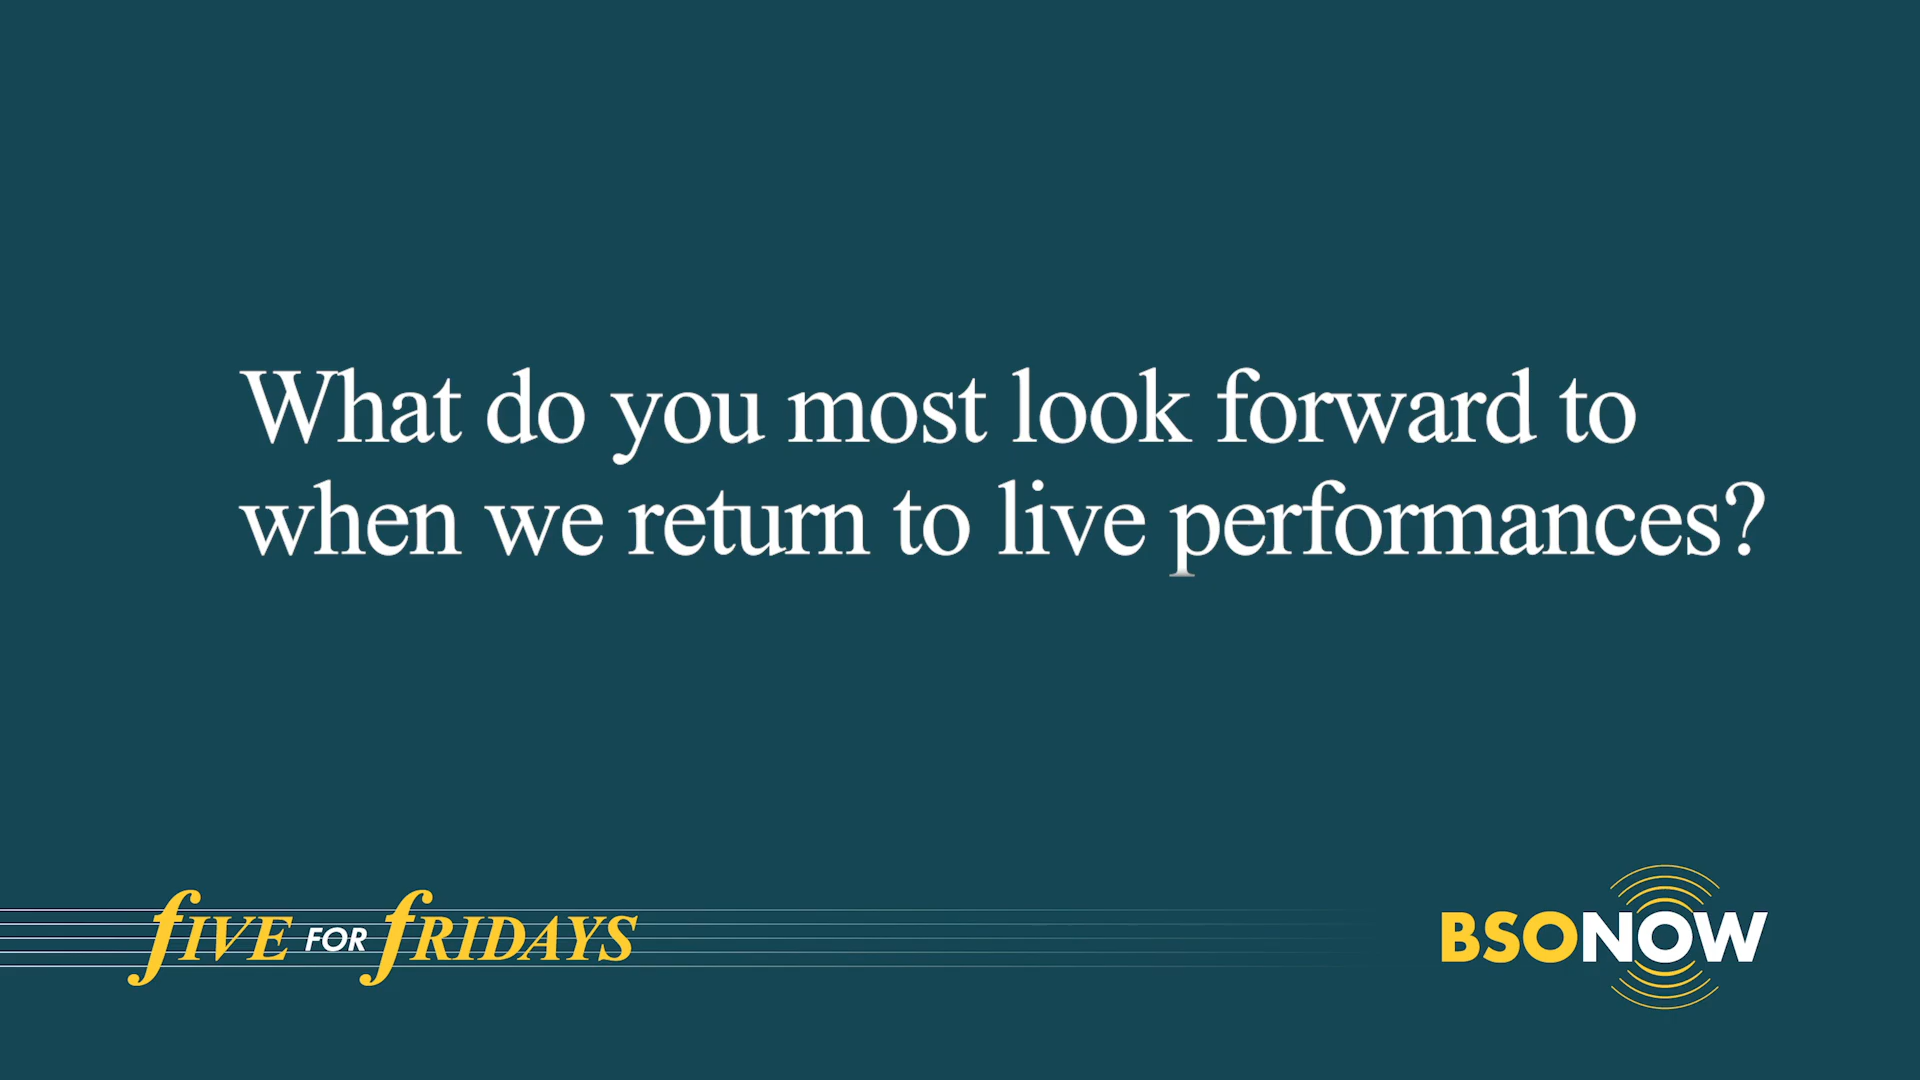 What do you most look forward to
when we return to live performances?
fIVE FOR fRIDAYS
BSONOW